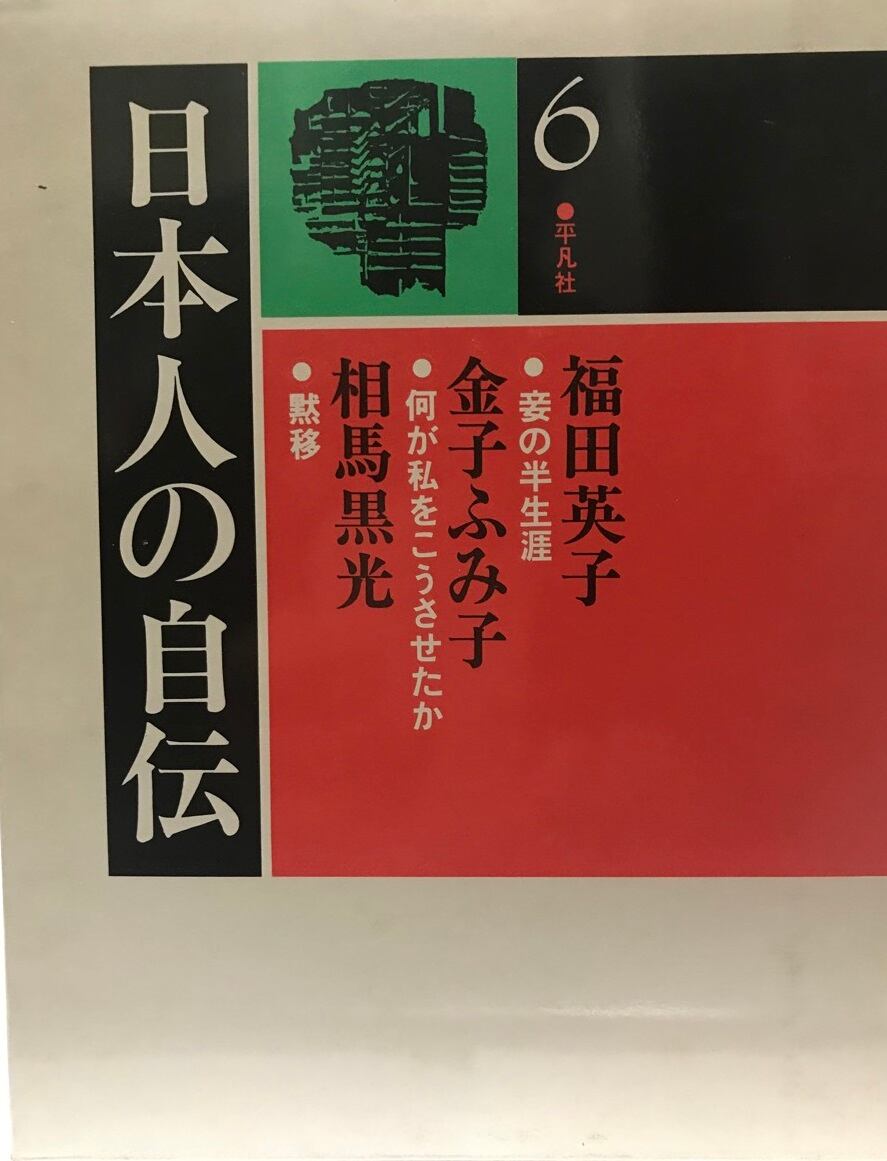 日本人の自伝
6
●平凡社
福田英子
●妾の半生涯
金子ふみ子
●何が私をこうさせたか
相馬黒光
●黙移